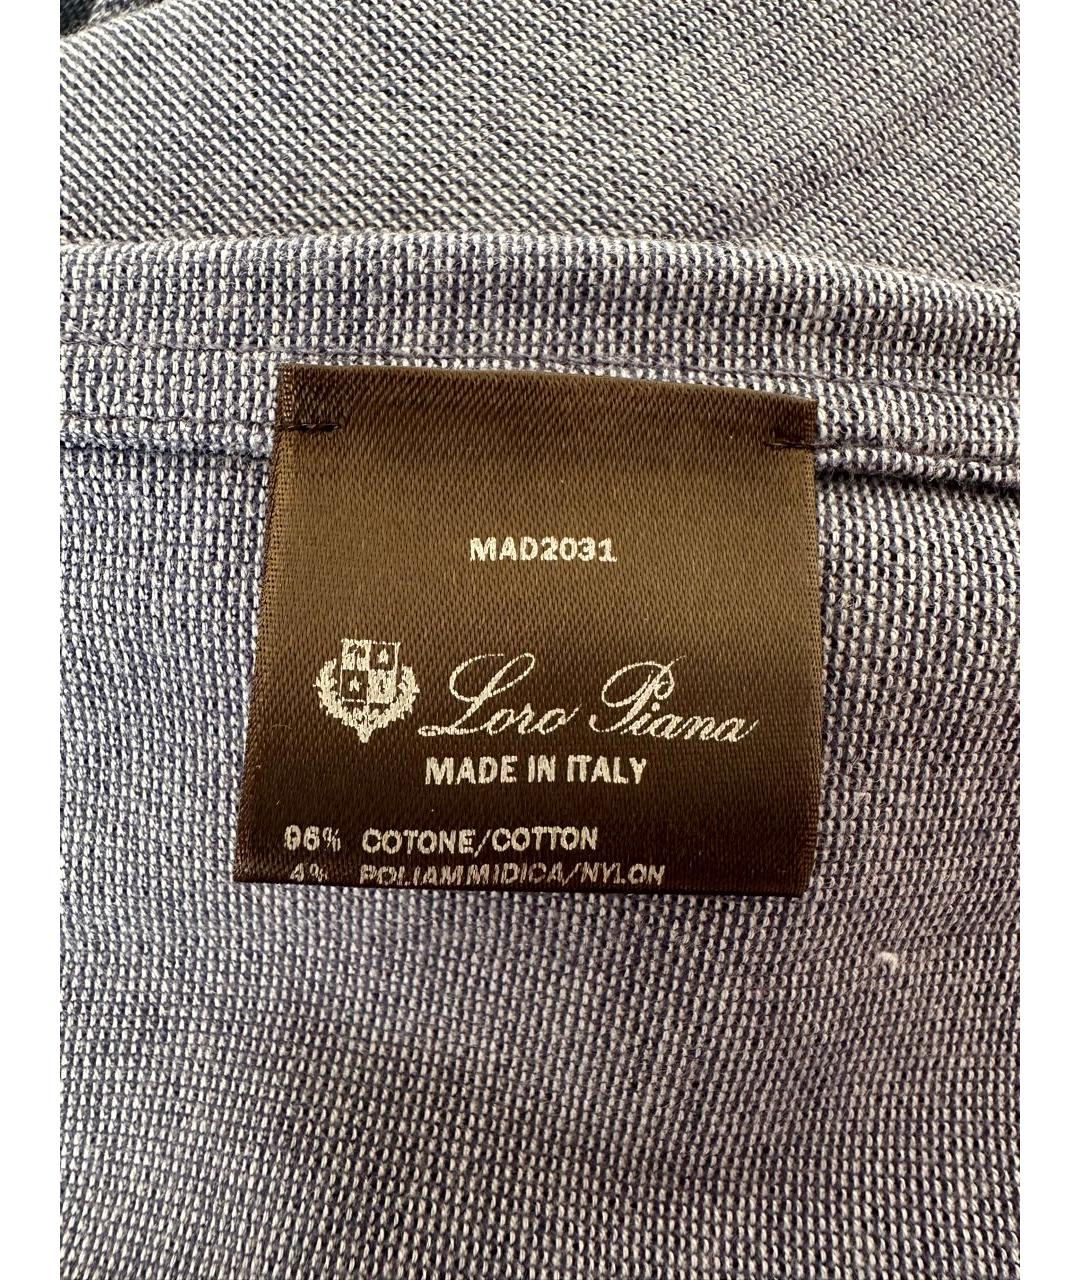 MAD2031
Loro Piana
MADE IN ITALY
96% COTONE/COTTON
4% POLIAMMIDICA/NYLON